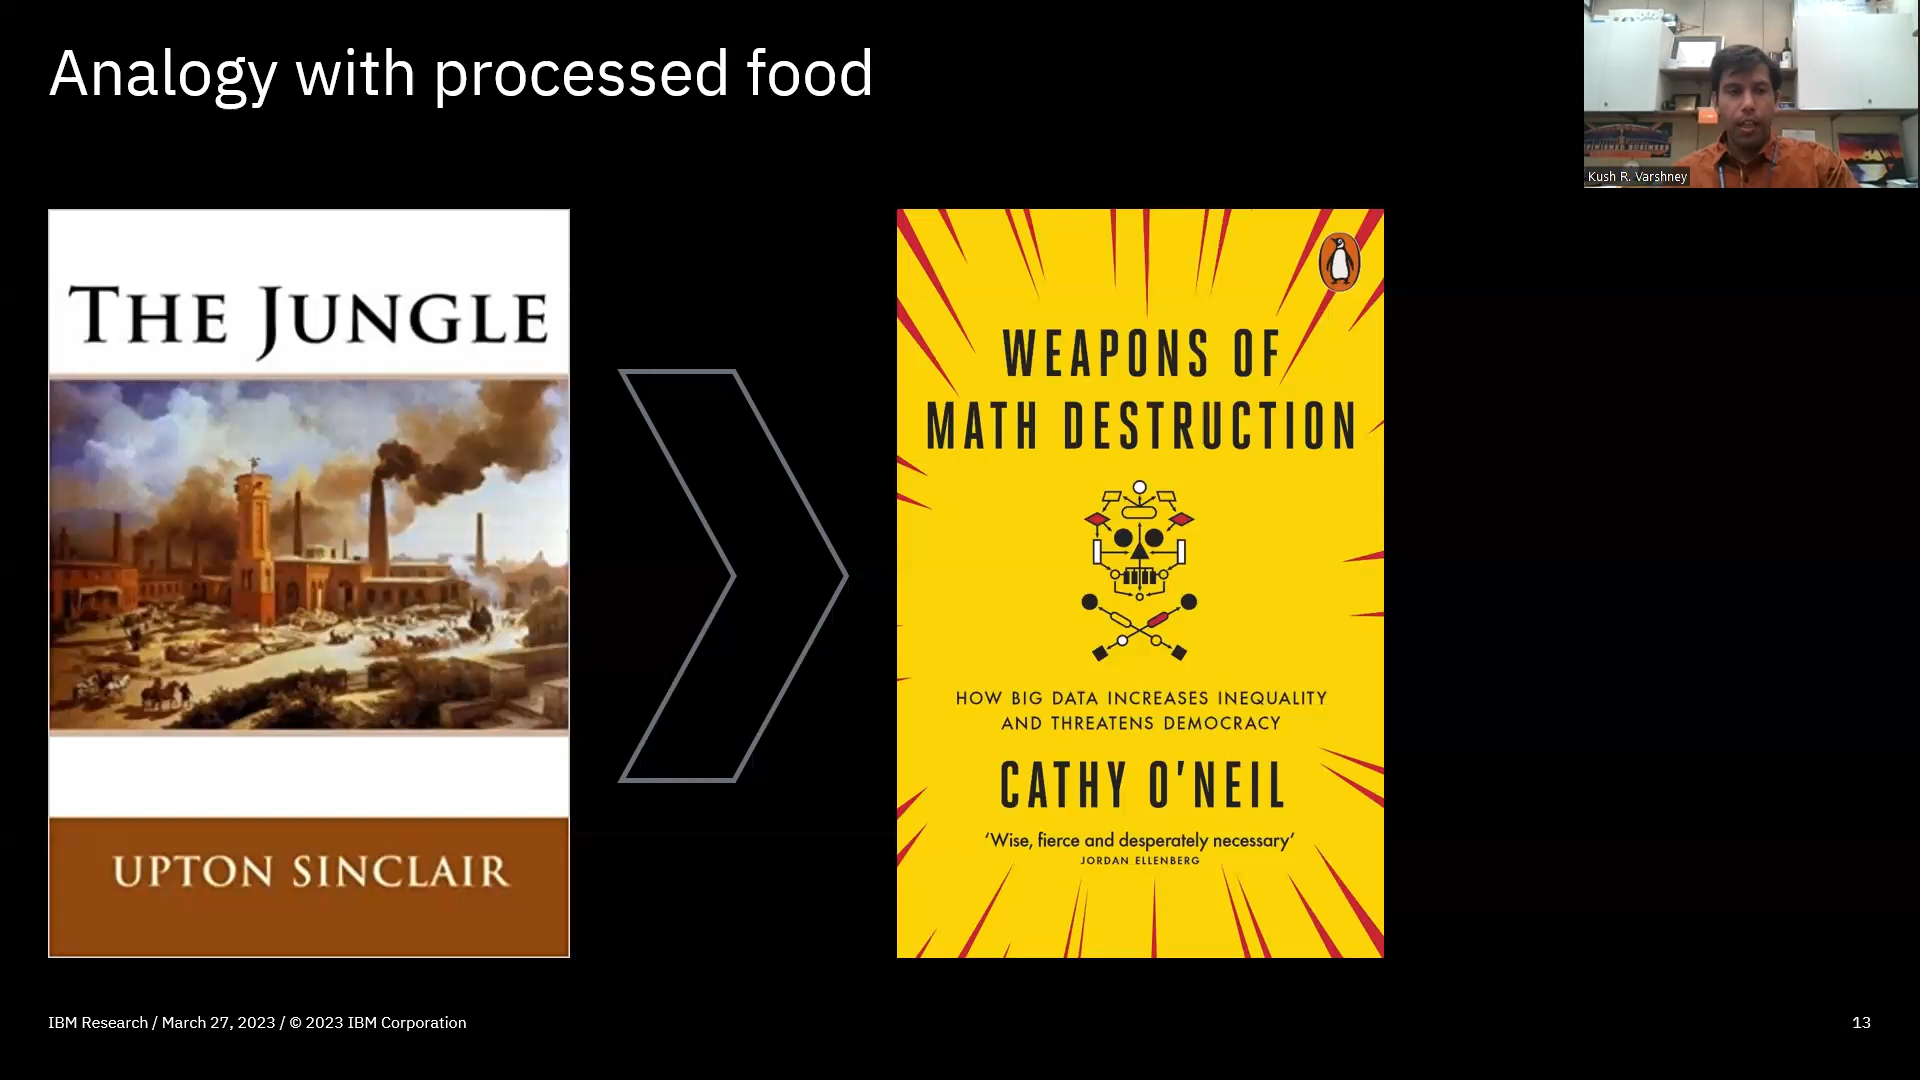 Analogy with processed food
Kush R. Varshney
THE JUNGLE
UPTON SINCLAIR
WEAPONS OF
MATH DESTRUCTION
HOW BIG DATA INCREASES INEQUALITY
AND THREATENS DEMOCRACY
CATHY O'NEIL
‘Wise, fierce and desperately necessary’
JORDAN ELLENBERG
IBM Research / March 27, 2023 / © 2023 IBM Corporation
13